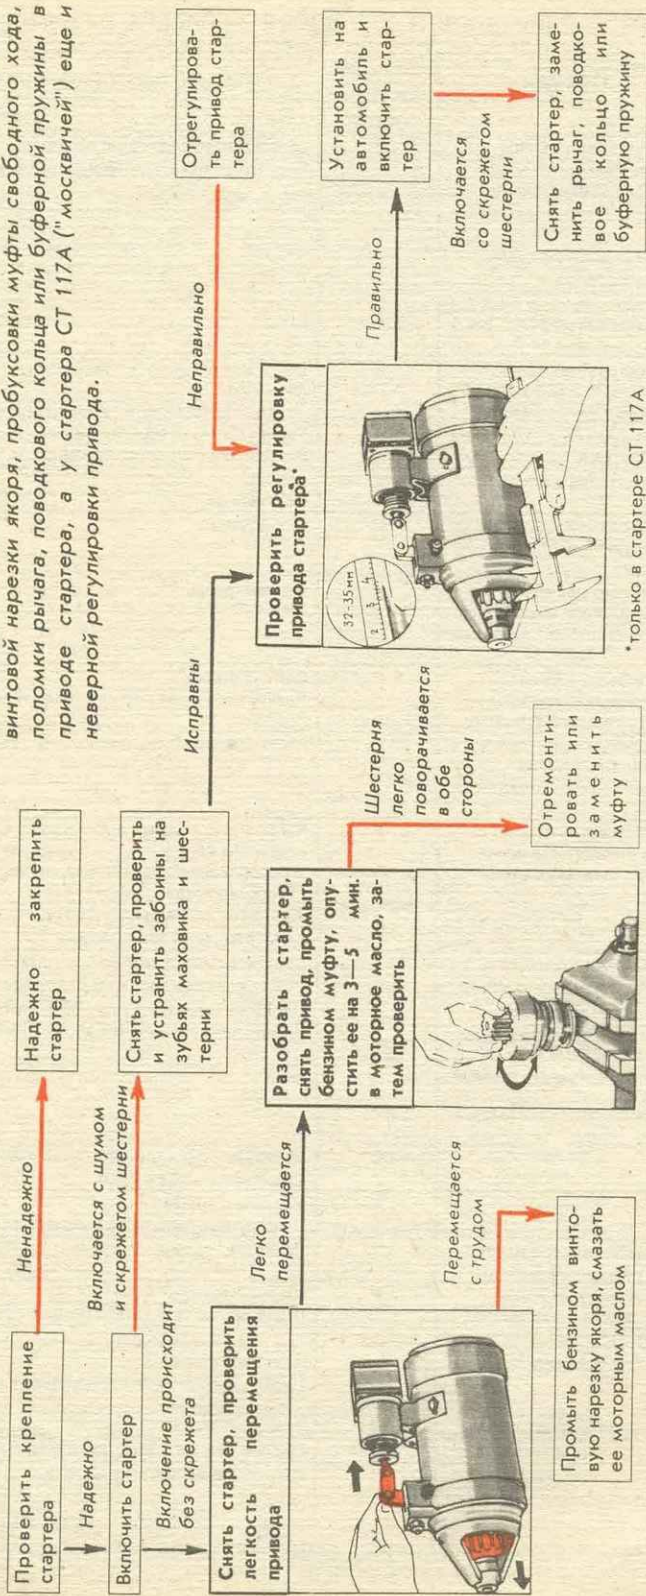 винтовой нарезки якоря, пробуксовки муфты свободного хода,
поломки рычага, поводкового кольца или буферной пружины в
приводе стартера, а у стартера СТ 117А ("москвичей") еще и
неверной регулировки привода.
Проверить крепление
стартера
Ненадежно
Надежно закрепить
стартер
Надежно
Включить стартер
Включается с шумом
и скрежетом шестерни
Снять стартер, проверить
и устранить забоины на
зубьях маховика и шес-
терни
Исправны
Включение происходит
без скрежета
Снять стартер, проверить
легкость перемещения
привода
Легко
перемещается
Перемещается
с трудом
Промыть бензином винто-
вую нарезку якоря, смазать
ее моторным маслом
Разобрать стартер,
снять привод, промыть
бензином муфту, опу-
стить ее на 3—5 мин.
в моторное масло, за-
тем проверить
Шестерня
легко
поворачивается
в обе
стороны
Отремонти-
ровать или
заменить
муфту
Проверить регулировку
привода стартера*
32-35мм
2 3 4
*только в стартере СТ 117А
Неправильно
Отрегулирова-
ть привод стар-
тера
Правильно
Установить на
автомобиль и
включить стар-
тер
Включается
со скрежетом
шестерни
Снять стартер, заме-
нить рычаг, поводко-
вое кольцо или
буферную пружину